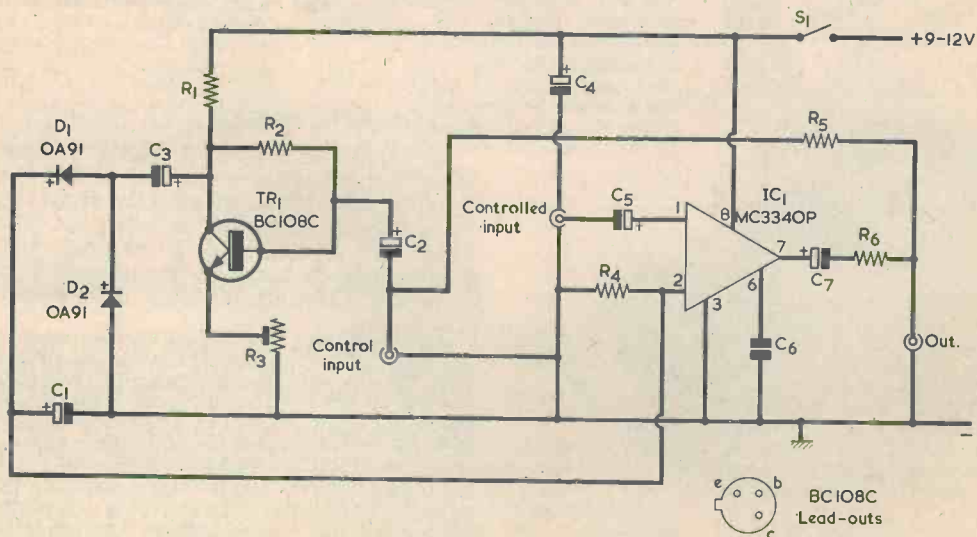 S1
+9-12V
R1
C4
D1
OA91
C3
+
+
R2
R5
TR1
BC108C
Controlled
input
C5
+
1
8
IC1
MC3340P
7
+
C7
R6
+
C2
+
D2
OA91
+
R4
2
3
6
C6
R3
Control
input
Out.
C1
+
−
e
b
c
BC108C
Lead-outs